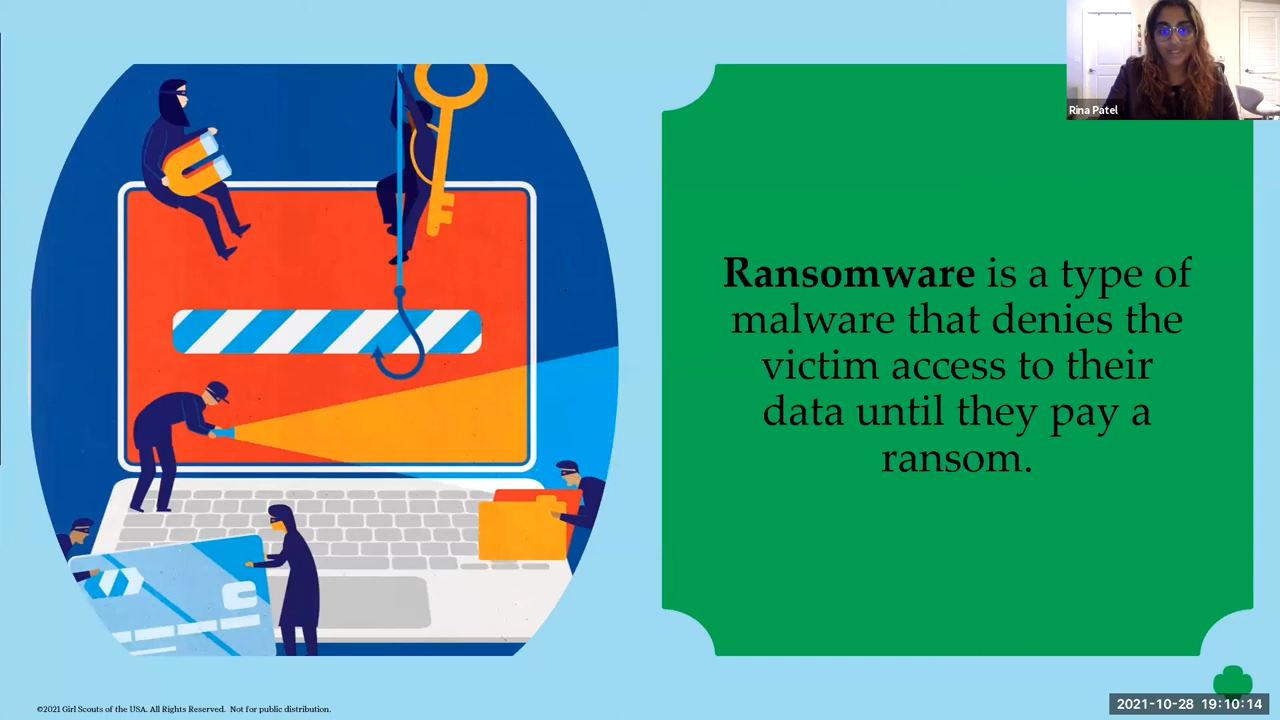 Rina Patel
Ransomware is a type of
malware that denies the
victim access to their
data until they pay a
ransom.
©2021 Girl Scouts of the USA. All Rights Reserved. Not for public distribution.
2021-10-28 19:10:14